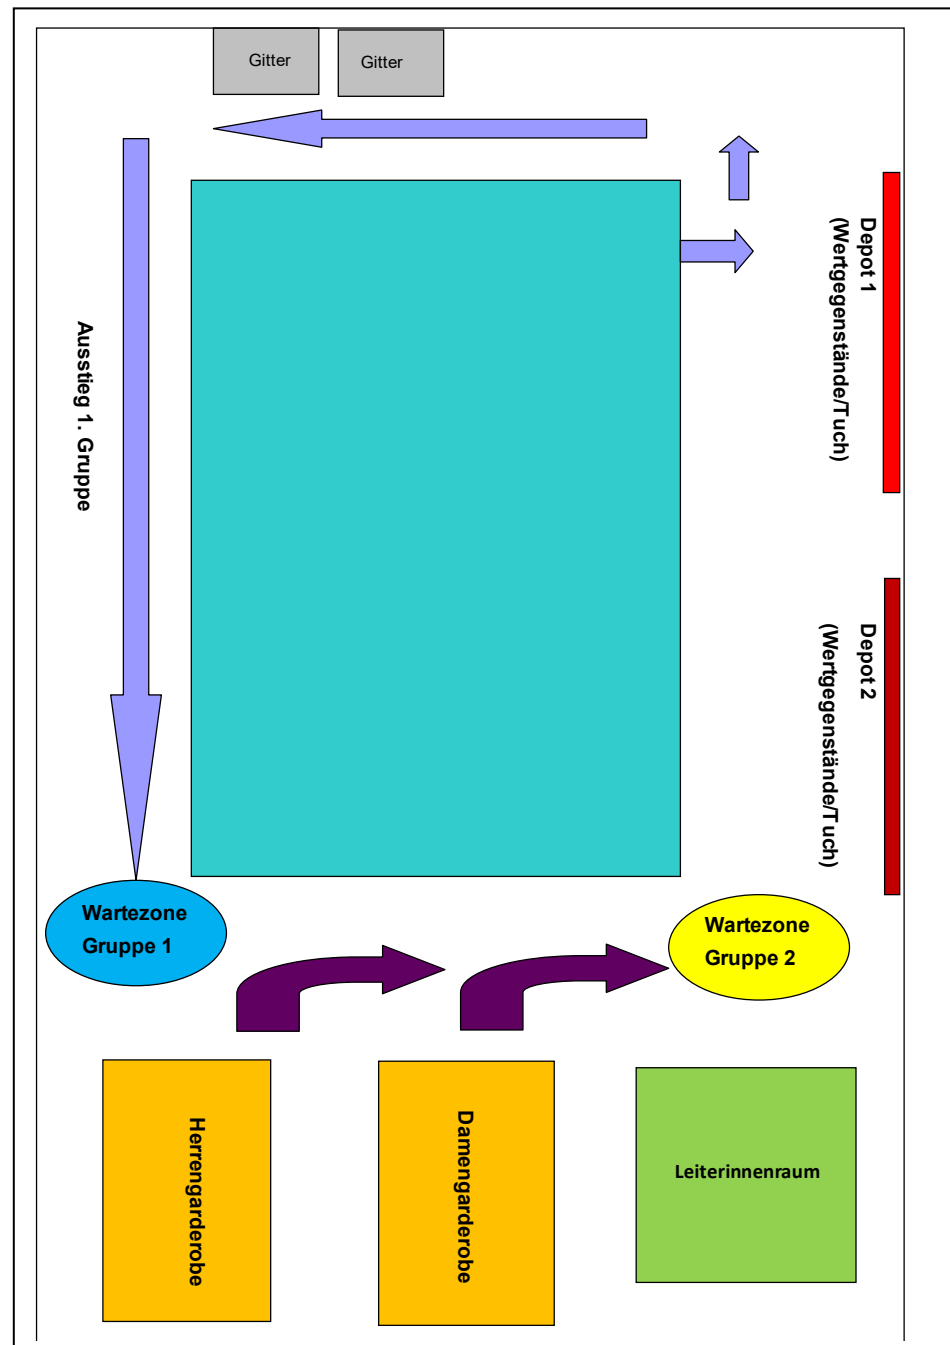 Gitter
Gitter
Depot 1
(Wertgegenstände/Tuch)
Ausstieg 1. Gruppe
Depot 2
(Wertgegenstände/Tuch)
Wartezone
Gruppe 1
Wartezone
Gruppe 2
Herrengarderobe
Damengarderobe
Leiterinnenraum